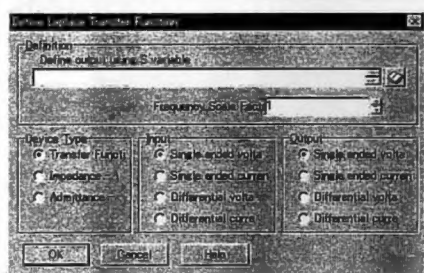 Define Laplace Transfer Function
Definition
Define output using S variable
Frequency Scale Fact 1
Device Type
Transfer Functi
Impedance
Admittance
Input
Single ended volta
Single ended curren
Differential volta
Differential curre
Output
Single ended volta
Single ended curren
Differential volta
Differential curre
OK
Cancel
Help